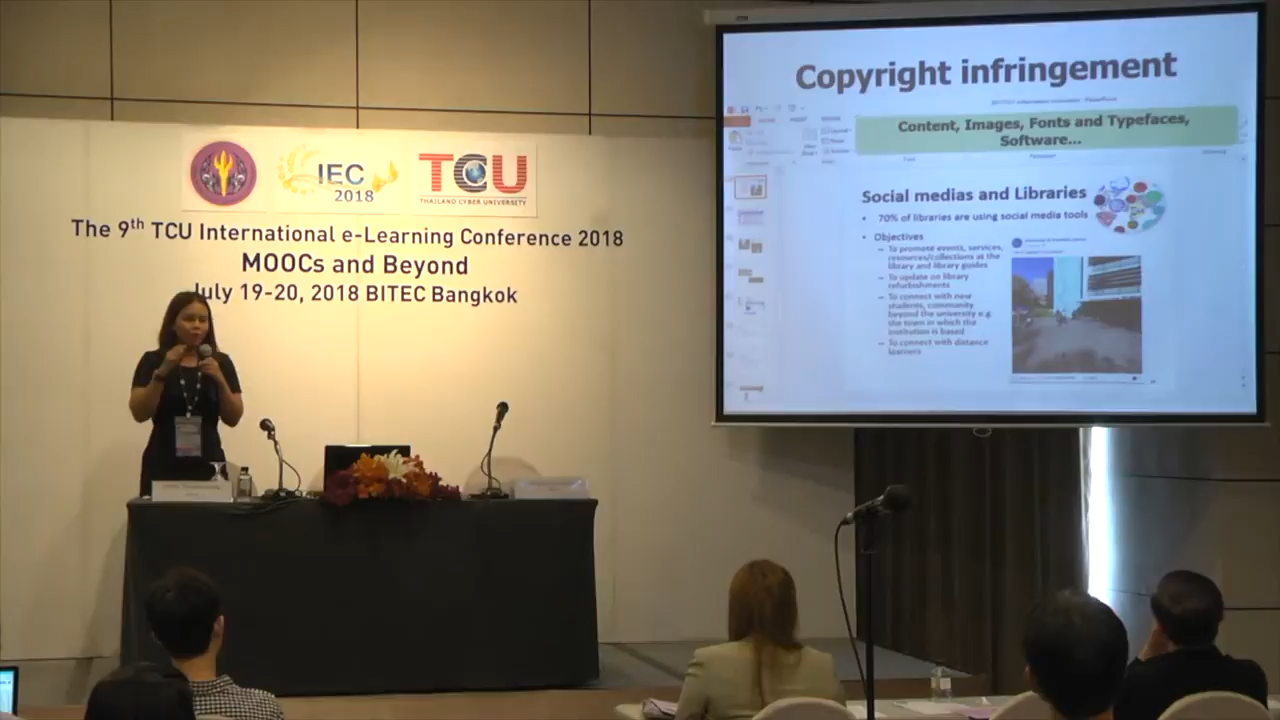 IEC
2018
TCU
THAILAND CYBER UNIVERSITY
The 9th TCU International e-Learning Conference 2018
MOOCs and Beyond
July 19-20, 2018 BITEC Bangkok
Copyright infringement
Content, Images, Fonts and Typefaces,
Software...
Social medias and Libraries
• 70% of libraries are using social media tools
• Objectives
– To promote events, services,
resources/collections at the
library and library guides
– To update on library
refurbishments
– To connect with new
students, community
beyond the university e.g.
the town in which the
institution is based
– To connect with distance
learners